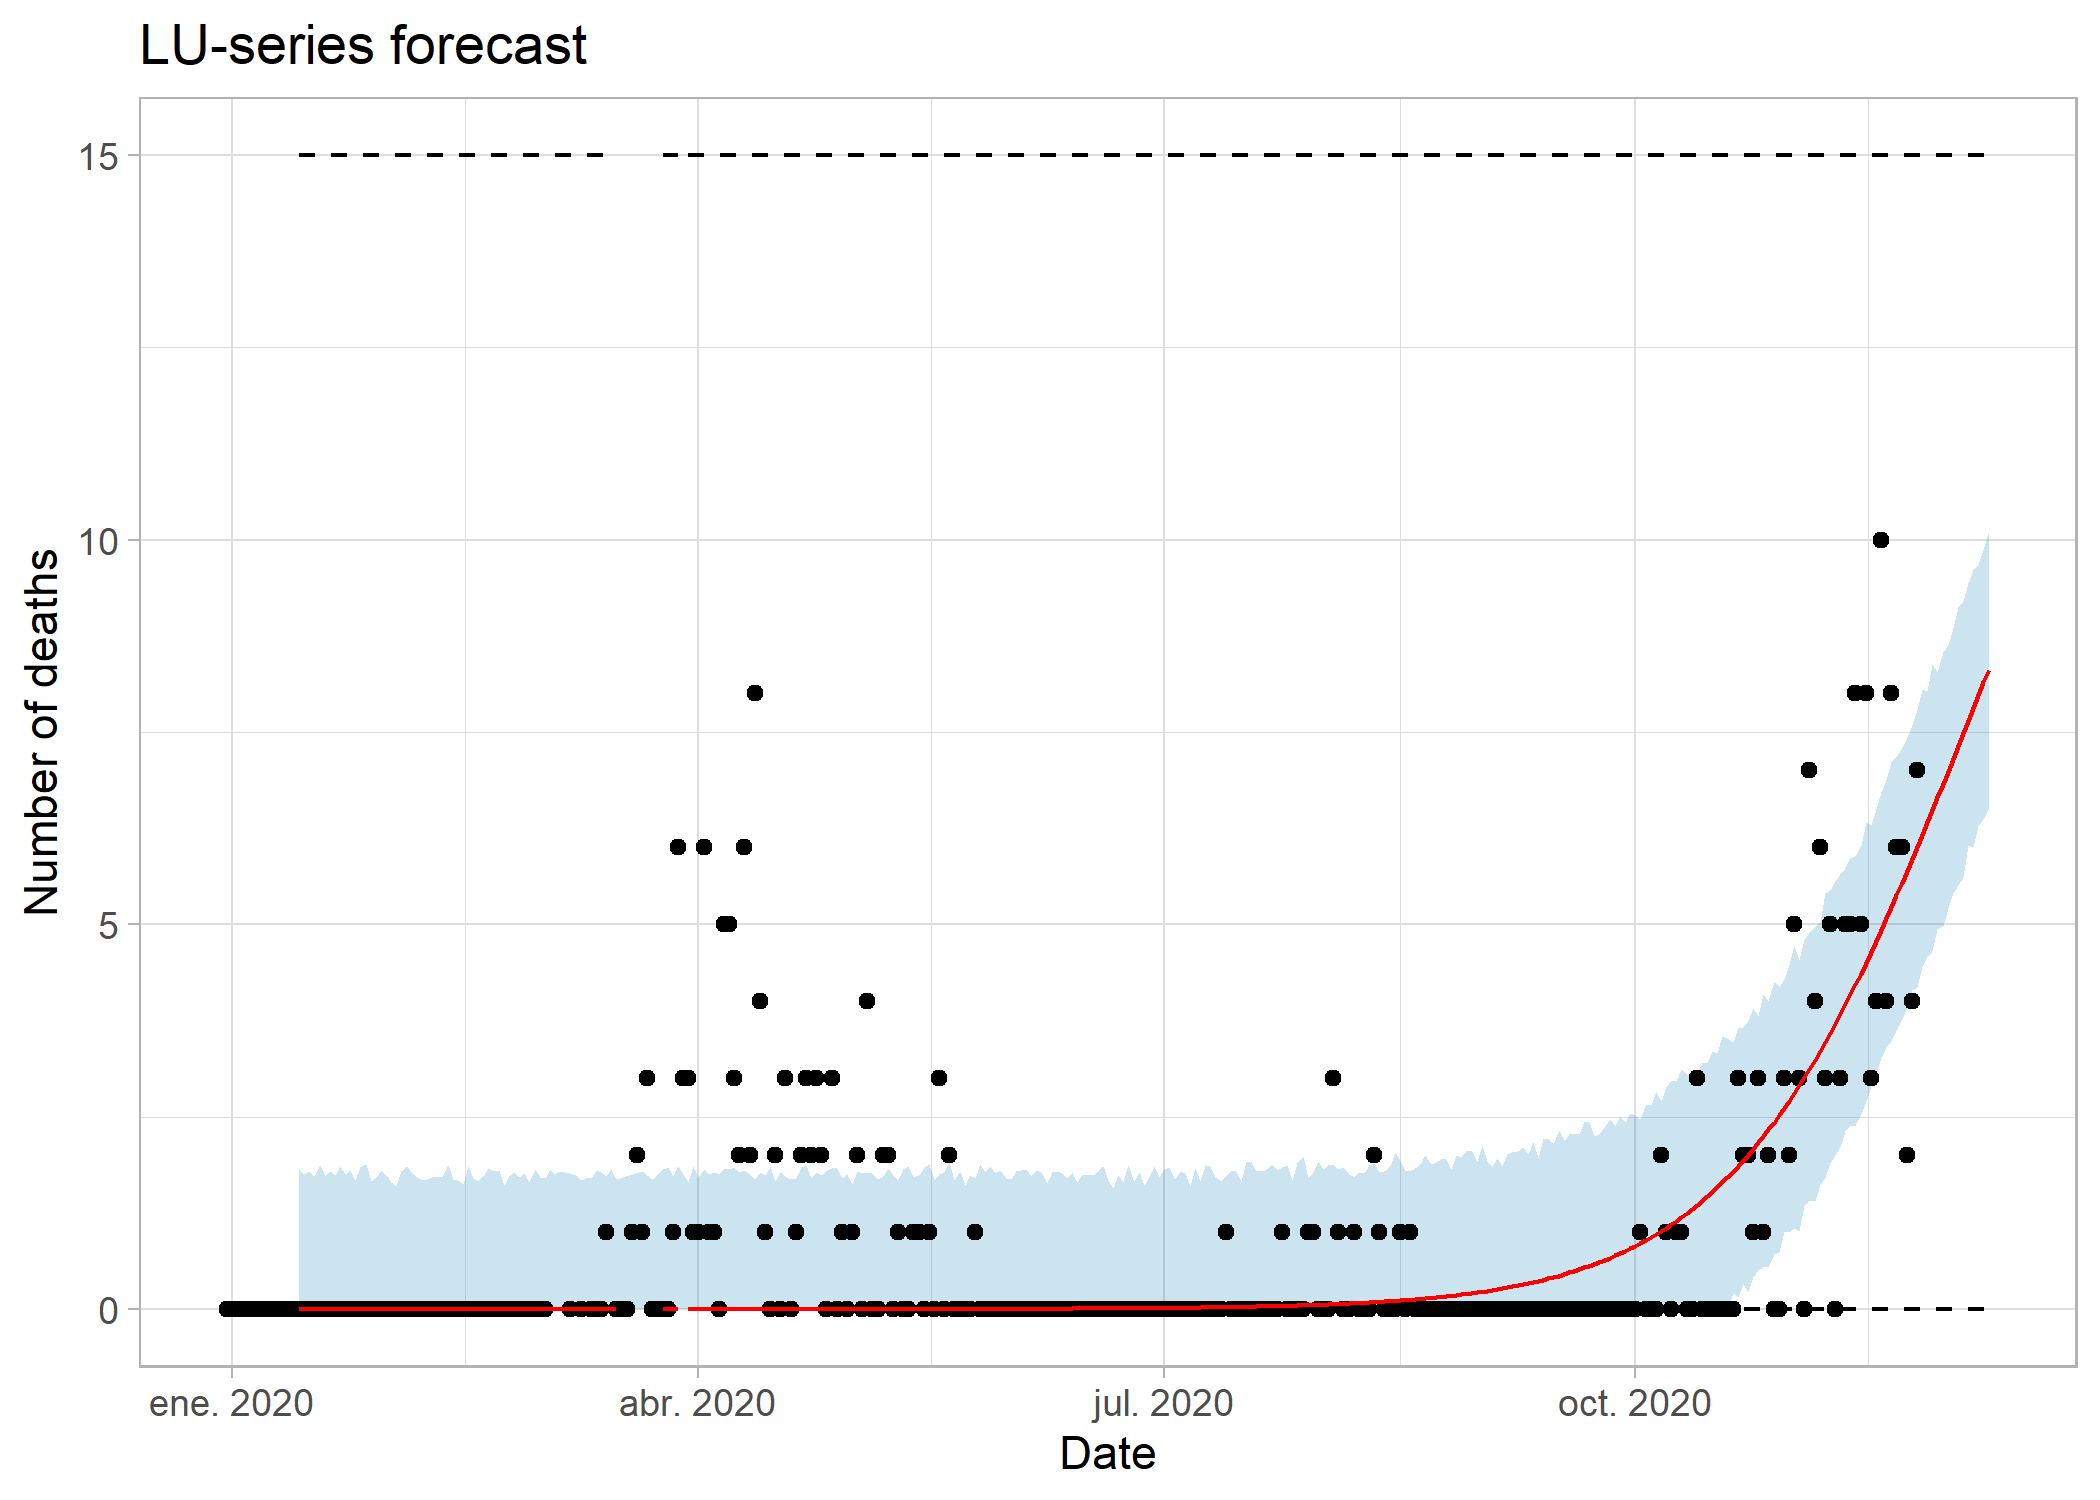 LU-series forecast
15
10
5
0
Number of deaths
ene. 2020
abr. 2020
jul. 2020
oct. 2020
Date